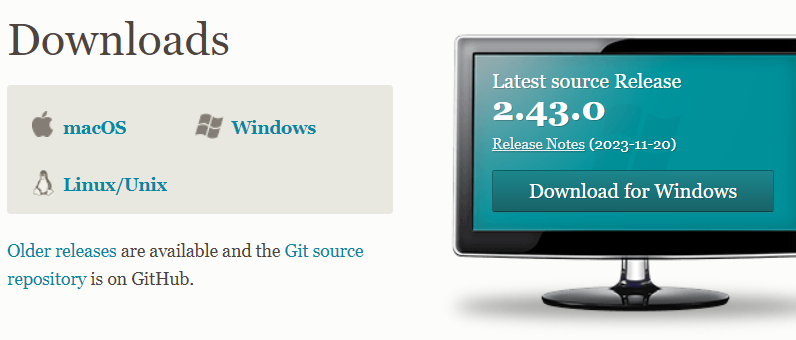 Downloads
macOS
Windows
Linux/Unix
Older releases are available and the Git source
repository is on GitHub.
Latest source Release
2.43.0
Release Notes (2023-11-20)
Download for Windows